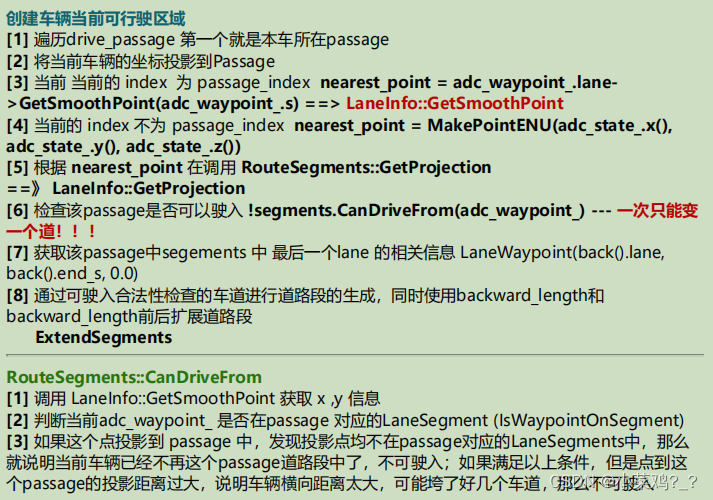 创建车辆当前可行驶区域
[1] 遍历drive_passage 第一个就是本车所在passage
[2] 将当前车辆的坐标投影到Passage
[3] 当前 当前的 index 为 passage_index nearest_point = adc_waypoint_.lane-
>GetSmoothPoint(adc_waypoint_.s) ==> LaneInfo::GetSmoothPoint
[4] 当前的 index 不为 passage_index nearest_point = MakePointENU(adc_state_.x(),
adc_state_.y(), adc_state_.z())
[5] 根据 nearest_point 在调用 RouteSegments::GetProjection
==》 LaneInfo::GetProjection
[6] 检查该passage是否可以驶入 !segments.CanDriveFrom(adc_waypoint_) --- 一次只能变
一个道！！！
[7] 获取该passage中segements 中 最后一个lane 的相关信息 LaneWaypoint(back().lane,
back().end_s, 0.0)
[8] 通过可驶入合法性检查的车道进行道路段的生成，同时使用backward_length和
backward_length前后扩展道路段
ExtendSegments
RouteSegments::CanDriveFrom
[1] 调用 LaneInfo::GetSmoothPoint 获取 x ,y 信息
[2] 判断当前adc_waypoint_ 是否在passage 对应的LaneSegment (IsWaypointOnSegment)
[3] 如果这个点投影到 passage 中，发现投影点均不在passage对应的LaneSegments中，那么
就说明当前车辆已经不再这个passage道路段中了，不可驶入；如果满足以上条件，但是点到这
个passage的投影距离过大，说明车辆横向距离太大，可能垮了好几个车道，那么不可驶入